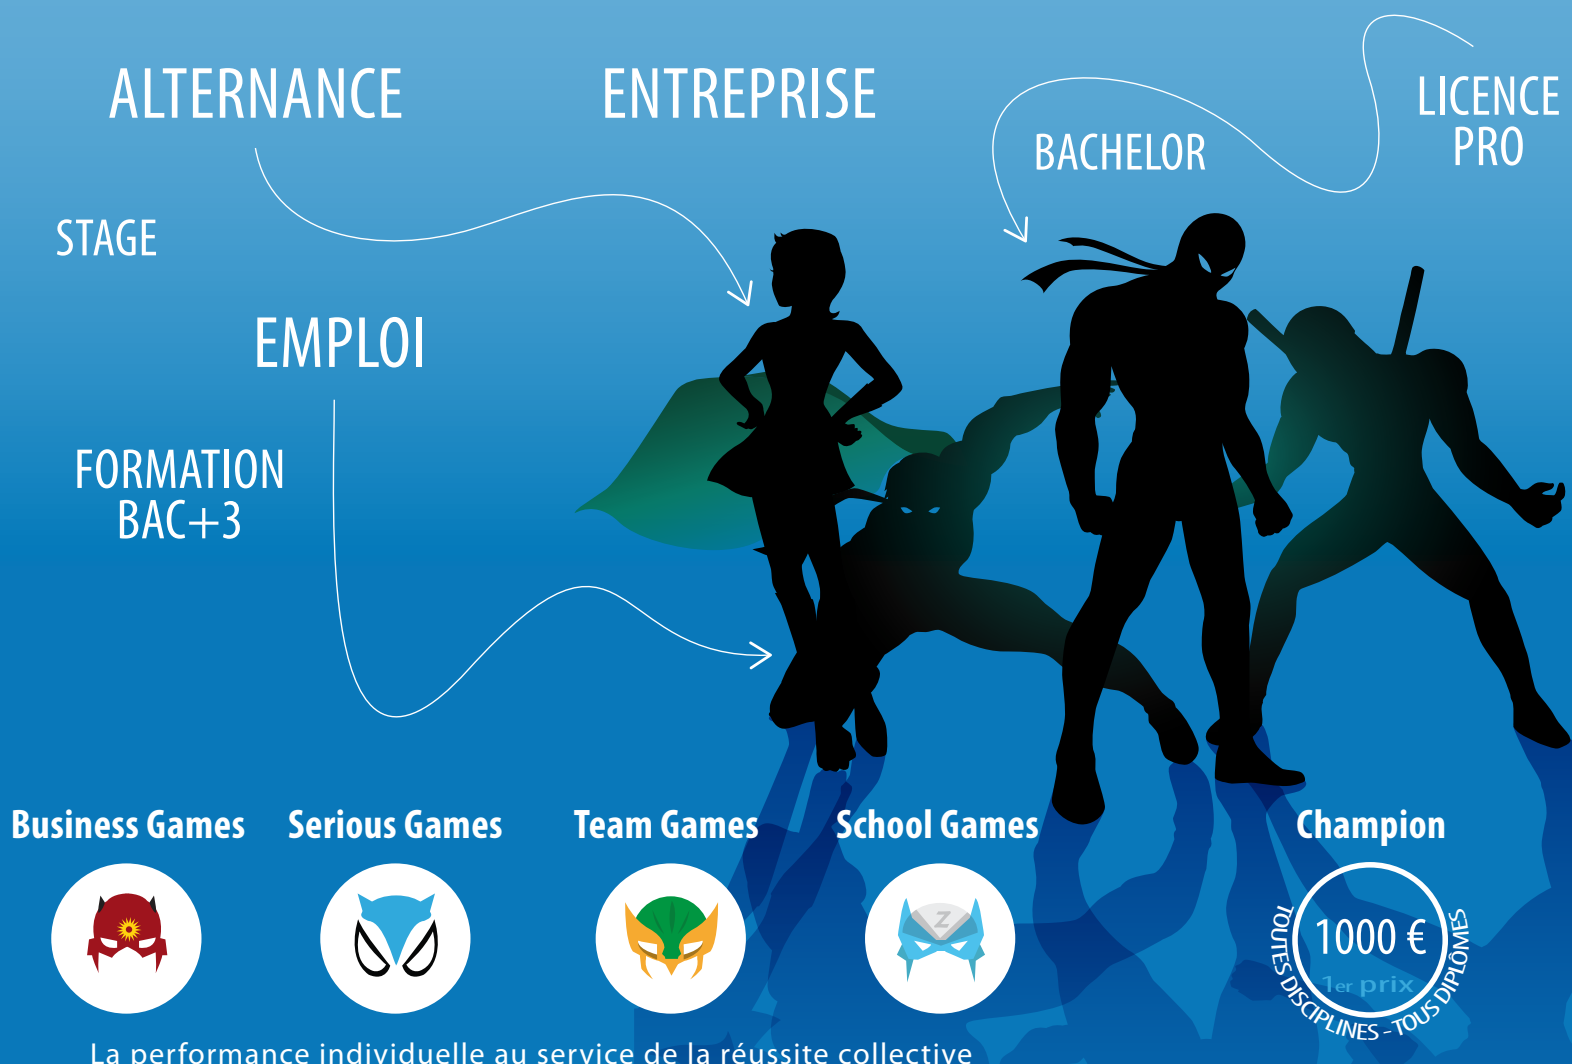 ALTERNANCE
ENTREPRISE
LICENCE
PRO
BACHELOR
STAGE
EMPLOI
FORMATION
BAC+3
Business Games
Serious Games
Team Games
School Games
Champion
Z
1000 €
1er prix
TOUTES DISCIPLINES - TOUS DIPLÔMES
La performance individuelle au service de la réussite collective